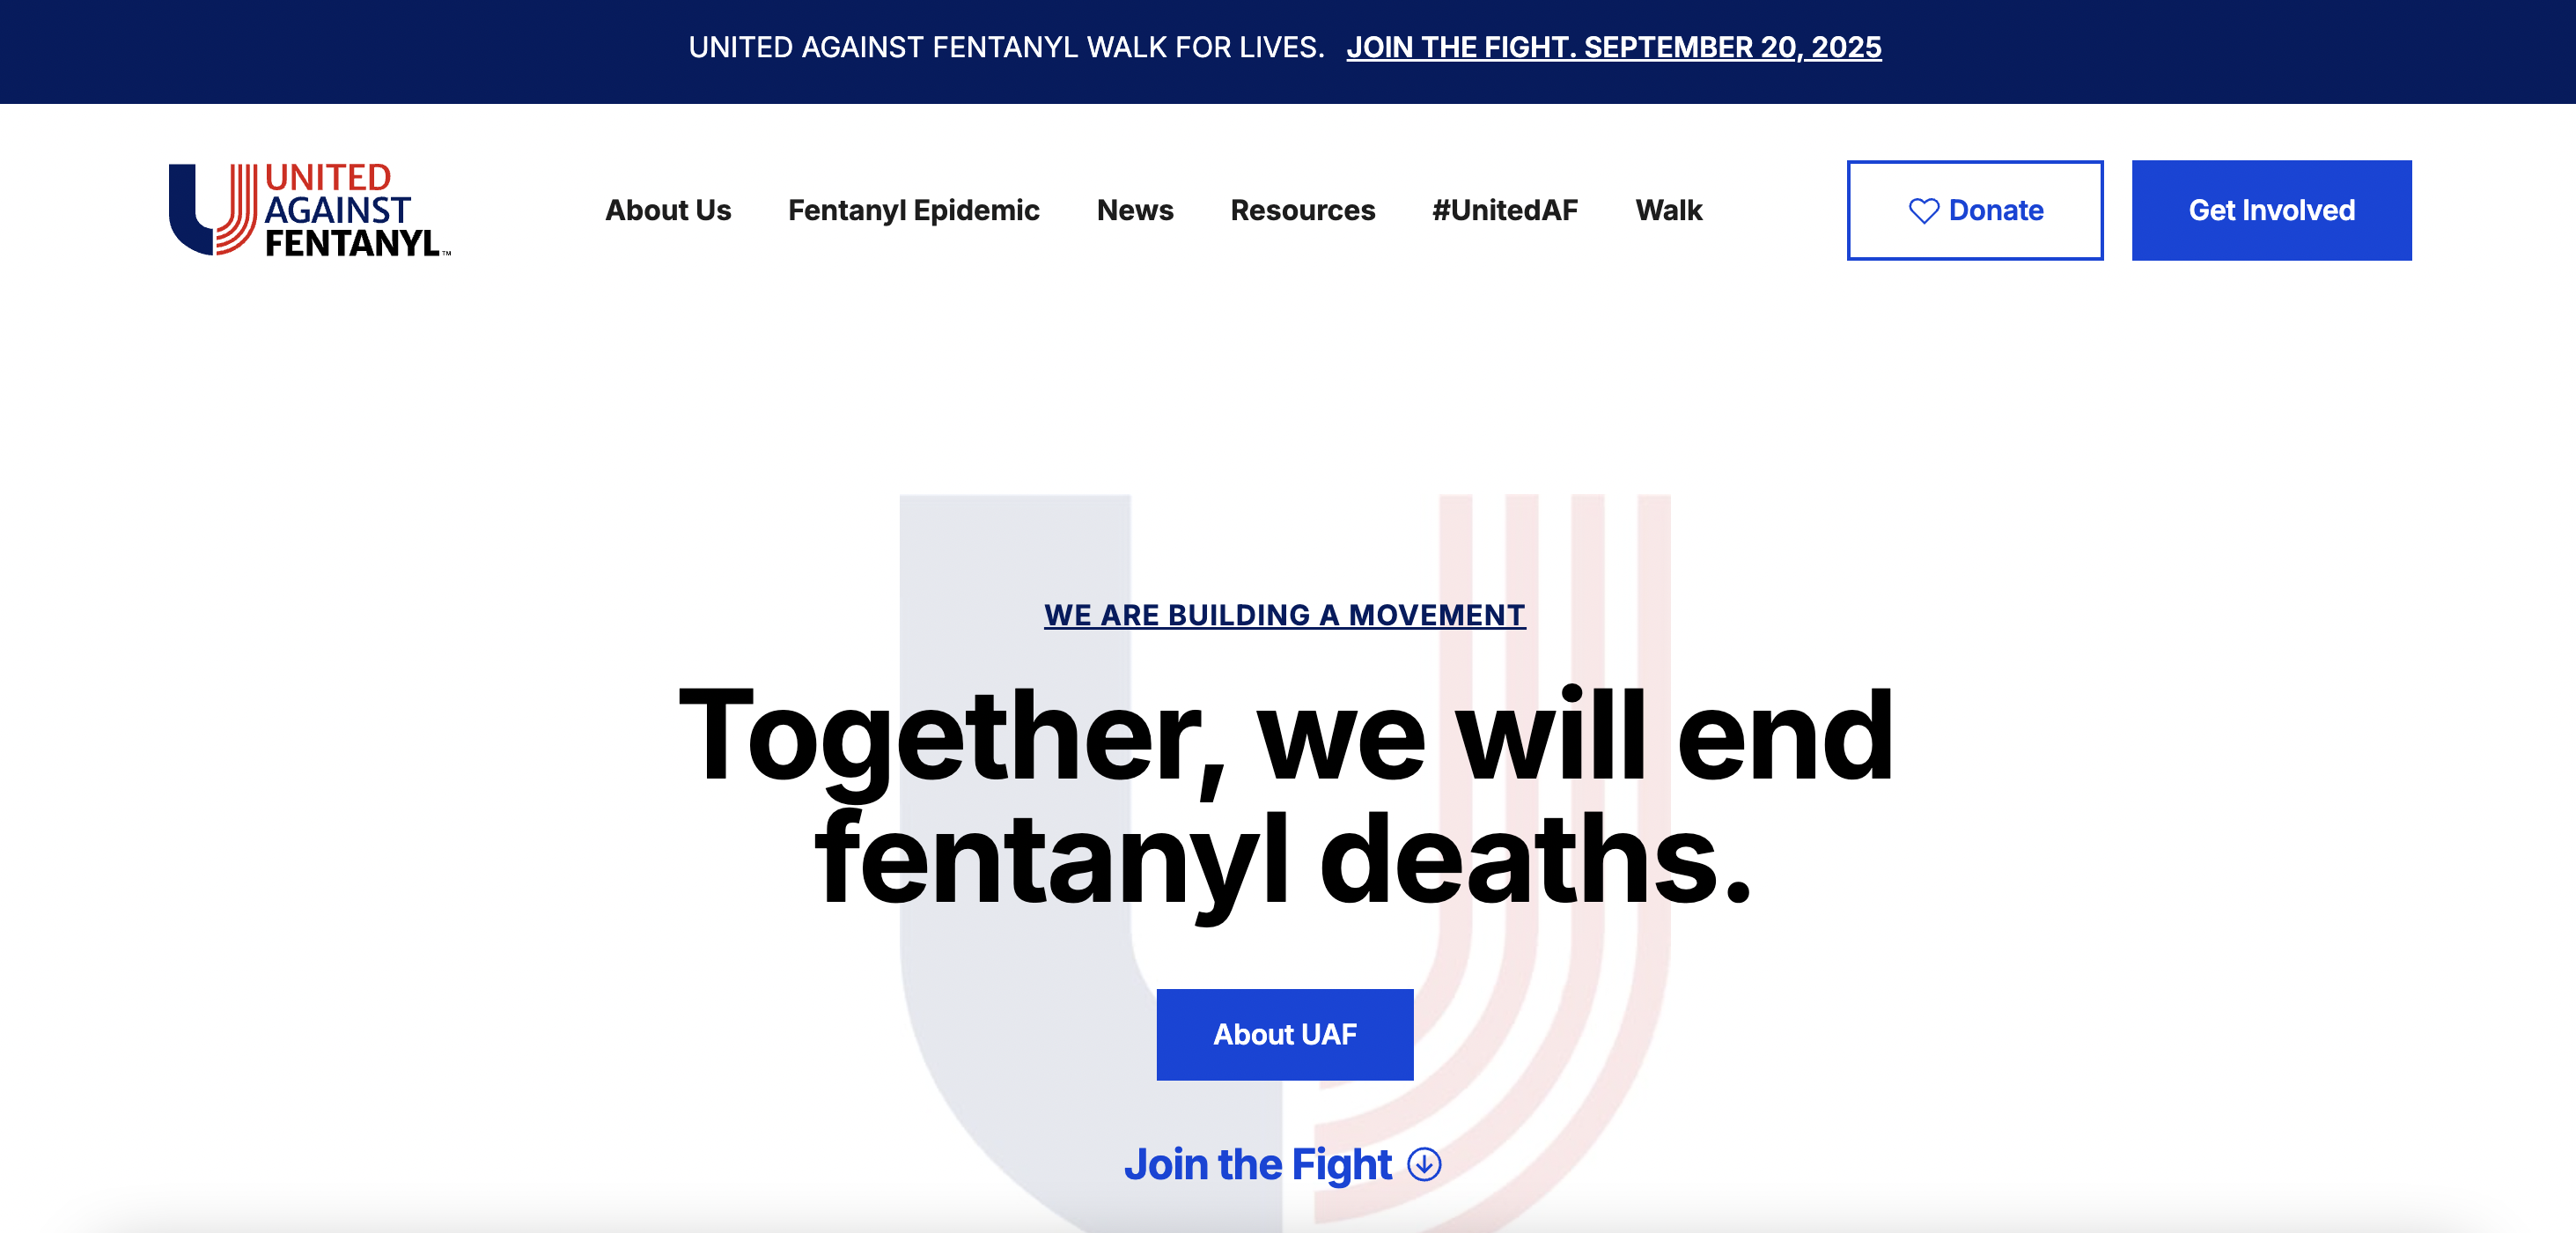 UNITED AGAINST FENTANYL WALK FOR LIVES. JOIN THE FIGHT. SEPTEMBER 20, 2025
UNITED
AGAINST
FENTANYL™
About Us Fentanyl Epidemic News Resources #UnitedAF Walk Donate Get Involved
WE ARE BUILDING A MOVEMENT
Together, we will end
fentanyl deaths.
About UAF
Join the Fight